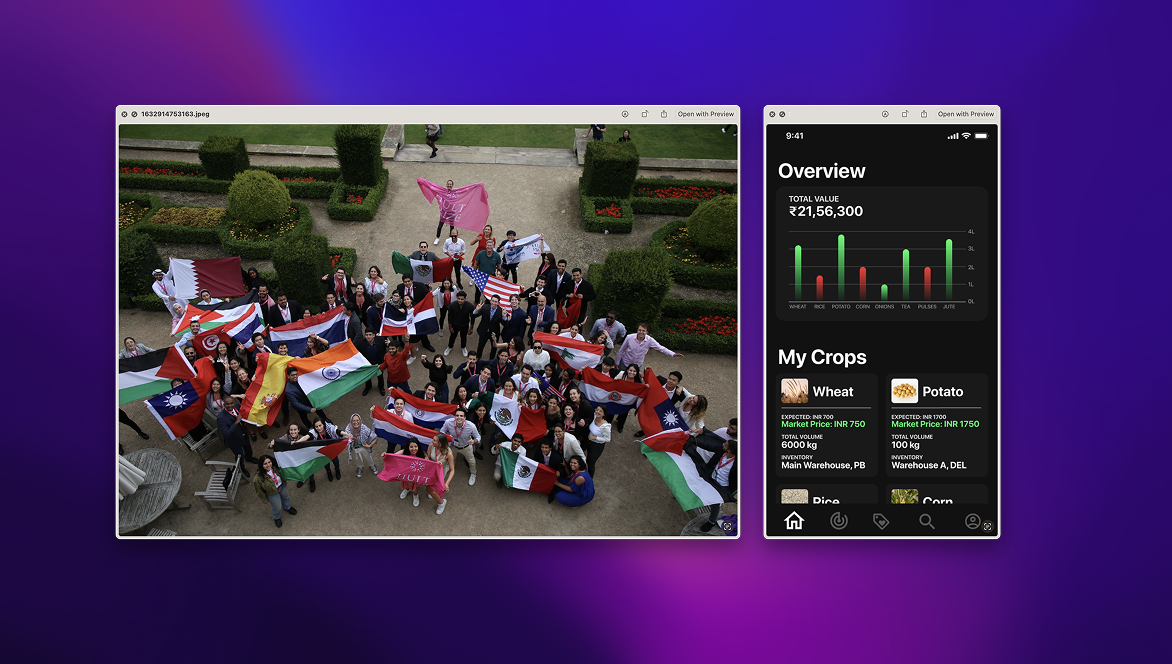 1632914753163.jpeg
Open with Preview
HULT
Open with Preview
9:41
Overview
TOTAL VALUE
₹21,56,300
4L
3L
2L
1L
0L
WHEAT RICE POTATO CORN ONIONS TEA PULSES JUTE
My Crops
Wheat
EXPECTED: INR 700
Market Price: INR 750
TOTAL VOLUME
6000 kg
INVENTORY
Main Warehouse, PB
Potato
EXPECTED: INR 1700
Market Price: INR 1750
TOTAL VOLUME
100 kg
INVENTORY
Warehouse A, DEL
Rice
Corn